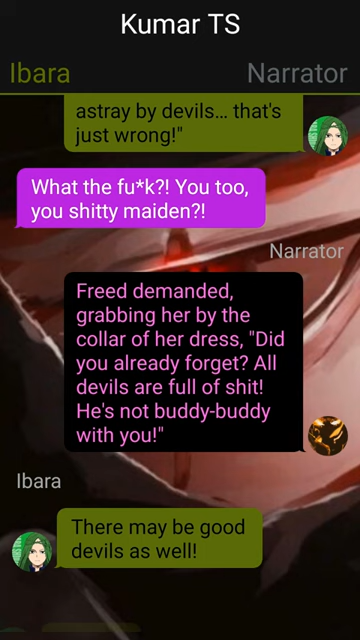 Kumar TS
Ibara
Narrator
astray by devils… that's
just wrong!"
What the fu*k?! You too,
you shitty maiden?!
Narrator
Freed demanded,
grabbing her by the
collar of her dress, "Did
you already forget? All
devils are full of shit!
He's not buddy-buddy
with you!"
Ibara
There may be good
devils as well!